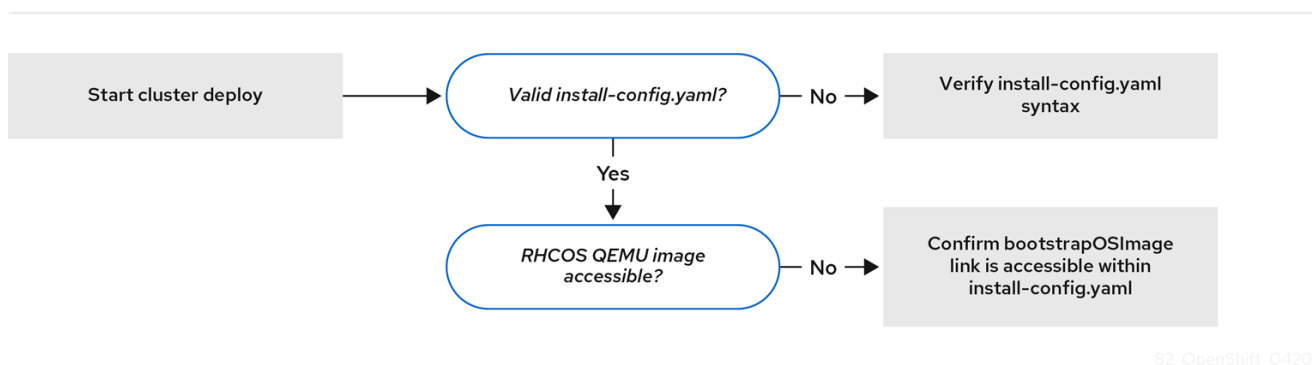 Start cluster deploy
Valid install-config.yaml?
No
Verify install-config.yaml
syntax
Yes
RHCOS QEMU image
accessible?
No
Confirm bootstrapOSImage
link is accessible within
install-config.yaml
82_OpenShift_0420